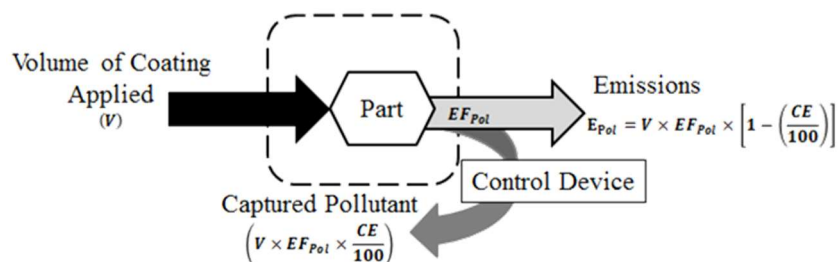 Volume of Coating
Applied
(V)
Part
EF_Pol
Emissions
E_Pol = V × EF_Pol × [1 − (CE/100)]
Control Device
Captured Pollutant
(V × EF_Pol × CE/100)